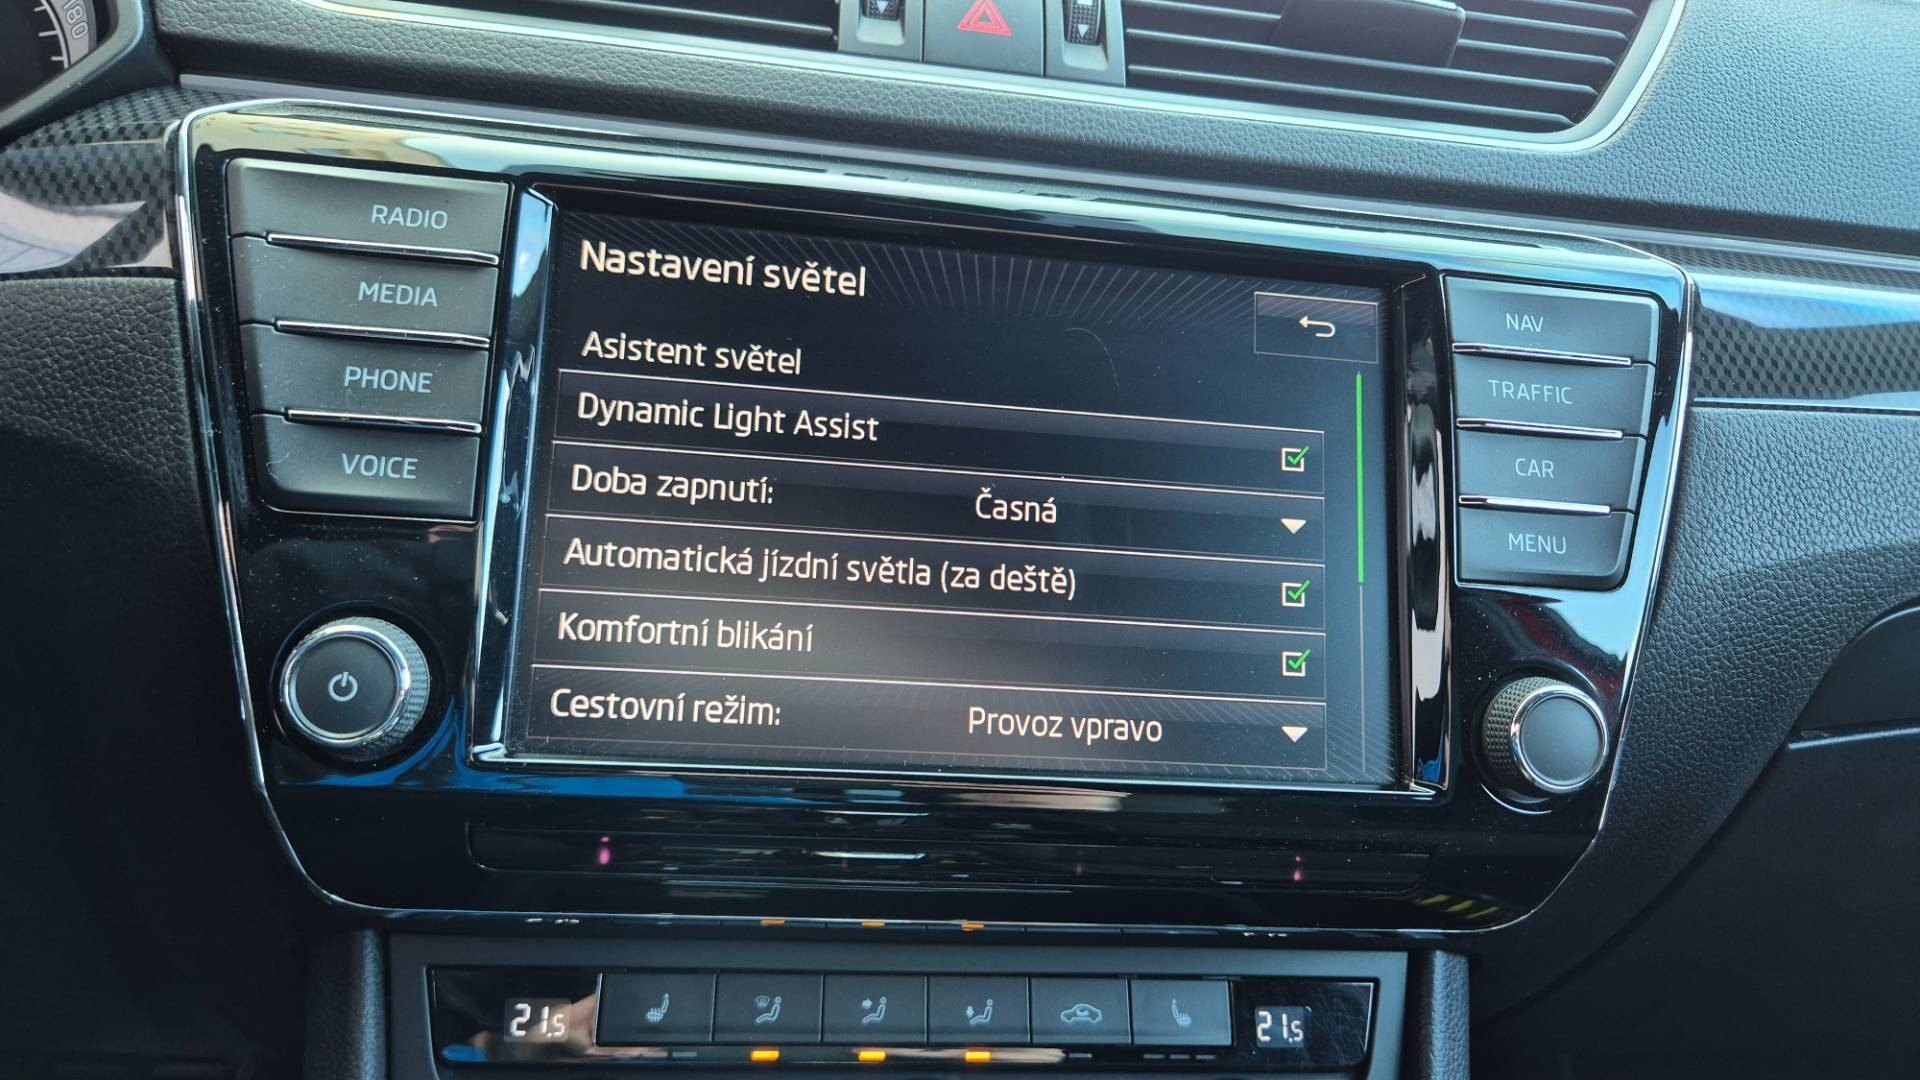 180
RADIO
MEDIA
PHONE
VOICE
Nastavení světel
Asistent světel
Dynamic Light Assist
Doba zapnutí: Časná
Automatická jízdní světla (za deště)
Komfortní blikání
Cestovní režim: Provoz vpravo
NAV
TRAFFIC
CAR
MENU
21.5
21.5